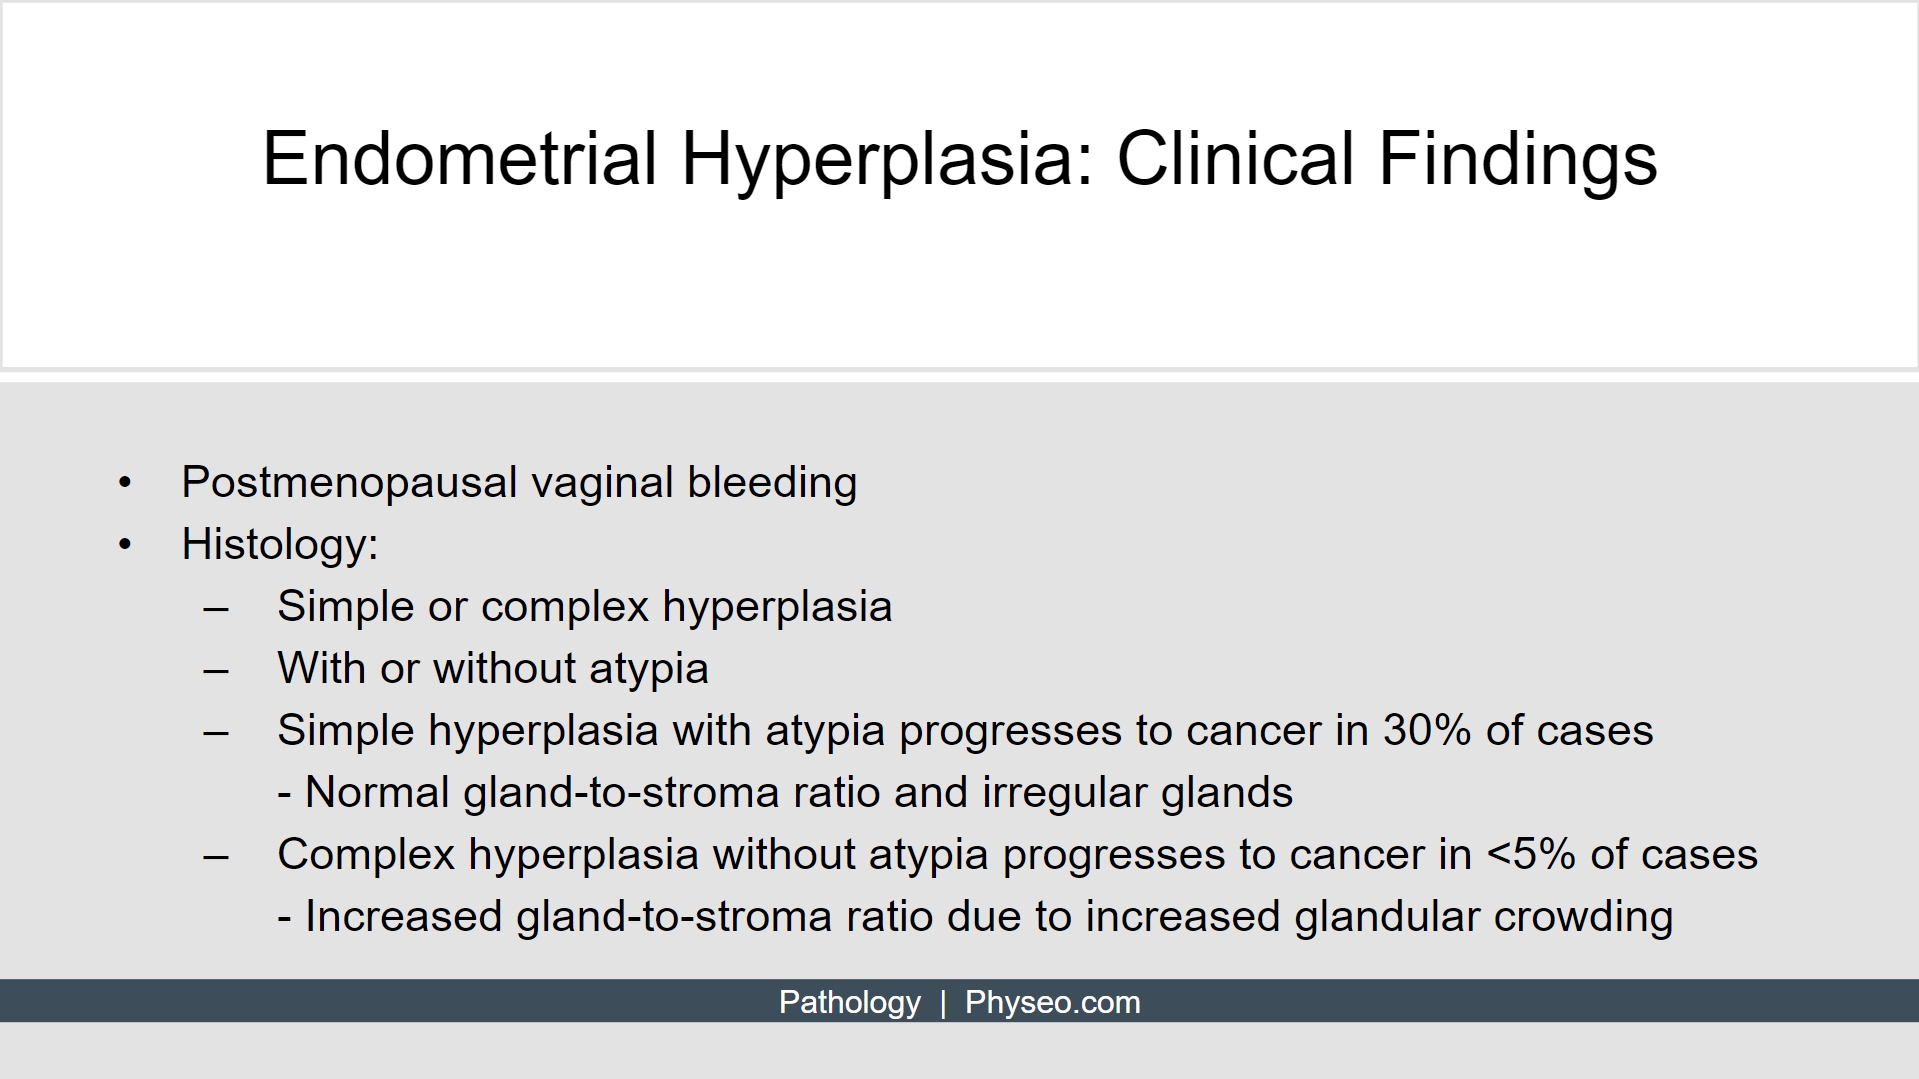 Endometrial Hyperplasia: Clinical Findings
• Postmenopausal vaginal bleeding
• Histology:
– Simple or complex hyperplasia
– With or without atypia
– Simple hyperplasia with atypia progresses to cancer in 30% of cases
- Normal gland-to-stroma ratio and irregular glands
– Complex hyperplasia without atypia progresses to cancer in <5% of cases
- Increased gland-to-stroma ratio due to increased glandular crowding
Pathology | Physeo.com